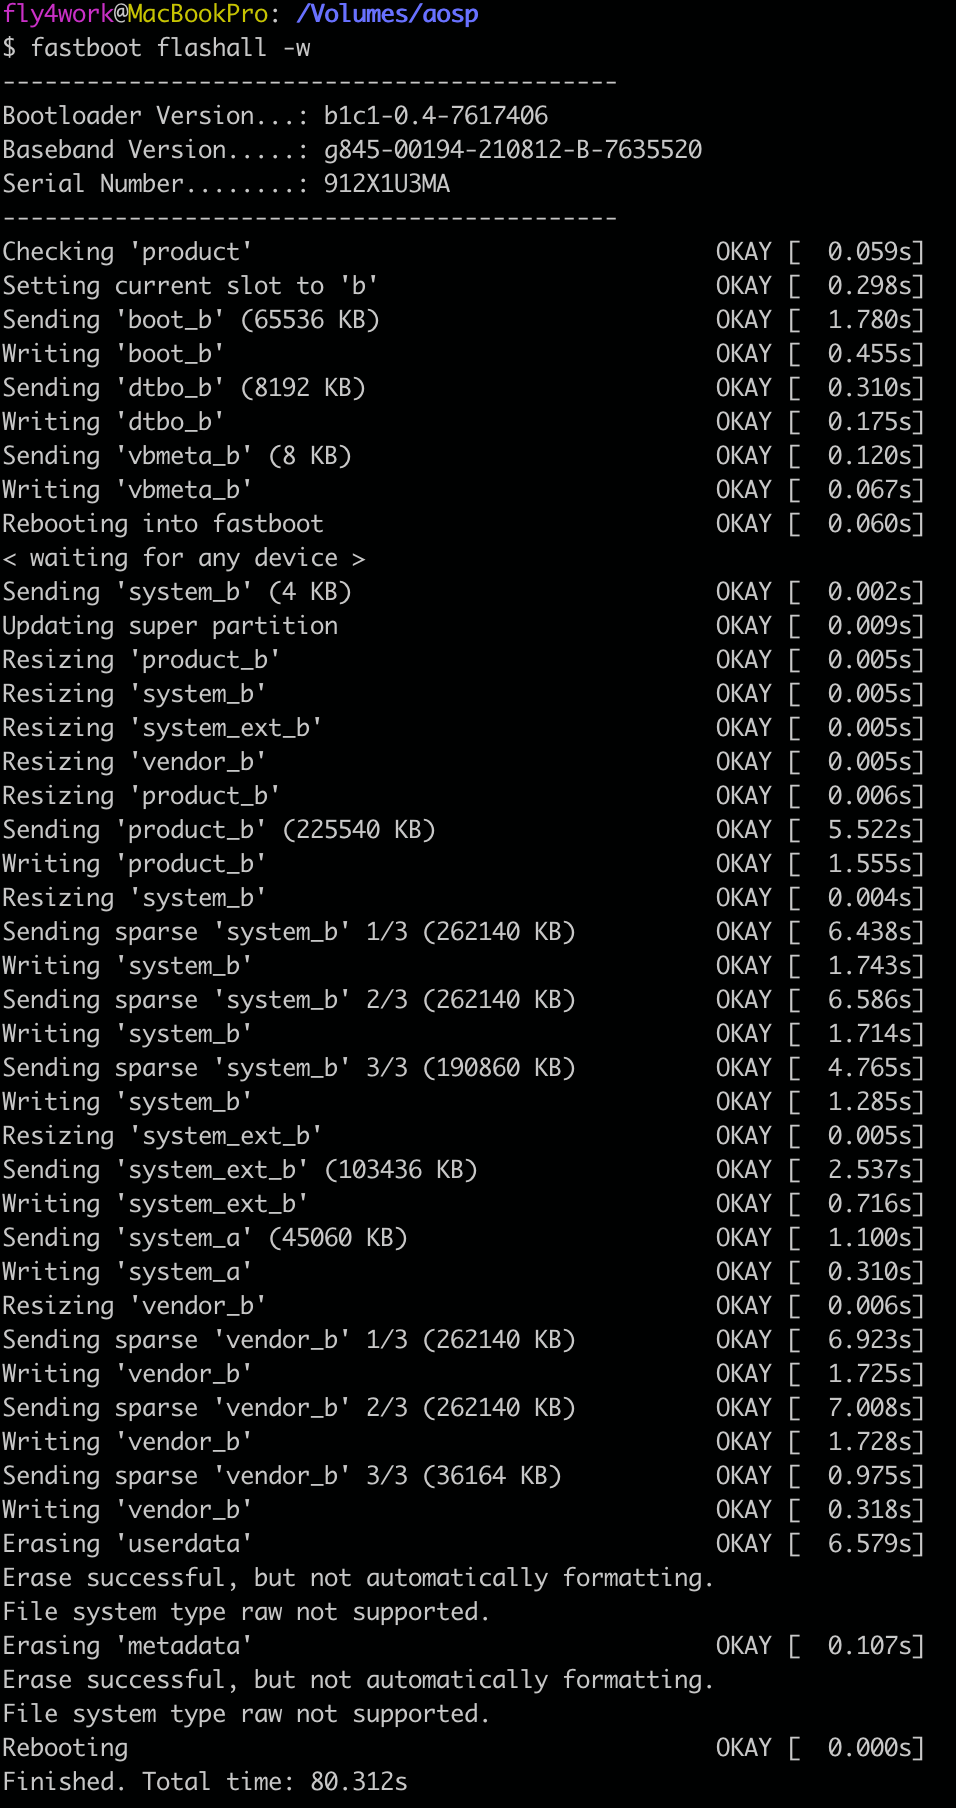 fly4work@MacBookPro: /Volumes/aosp
$ fastboot flashall -w
--------------------------------------------
Bootloader Version...: b1c1-0.4-7617406
Baseband Version.....: g845-00194-210812-B-7635520
Serial Number........: 912X1U3MA
--------------------------------------------
Checking 'product' OKAY [ 0.059s]
Setting current slot to 'b' OKAY [ 0.298s]
Sending 'boot_b' (65536 KB) OKAY [ 1.780s]
Writing 'boot_b' OKAY [ 0.455s]
Sending 'dtbo_b' (8192 KB) OKAY [ 0.310s]
Writing 'dtbo_b' OKAY [ 0.175s]
Sending 'vbmeta_b' (8 KB) OKAY [ 0.120s]
Writing 'vbmeta_b' OKAY [ 0.067s]
Rebooting into fastboot OKAY [ 0.060s]
< waiting for any device >
Sending 'system_b' (4 KB) OKAY [ 0.002s]
Updating super partition OKAY [ 0.009s]
Resizing 'product_b' OKAY [ 0.005s]
Resizing 'system_b' OKAY [ 0.005s]
Resizing 'system_ext_b' OKAY [ 0.005s]
Resizing 'vendor_b' OKAY [ 0.005s]
Resizing 'product_b' OKAY [ 0.006s]
Sending 'product_b' (225540 KB) OKAY [ 5.522s]
Writing 'product_b' OKAY [ 1.555s]
Resizing 'system_b' OKAY [ 0.004s]
Sending sparse 'system_b' 1/3 (262140 KB) OKAY [ 6.438s]
Writing 'system_b' OKAY [ 1.743s]
Sending sparse 'system_b' 2/3 (262140 KB) OKAY [ 6.586s]
Writing 'system_b' OKAY [ 1.714s]
Sending sparse 'system_b' 3/3 (190860 KB) OKAY [ 4.765s]
Writing 'system_b' OKAY [ 1.285s]
Resizing 'system_ext_b' OKAY [ 0.005s]
Sending 'system_ext_b' (103436 KB) OKAY [ 2.537s]
Writing 'system_ext_b' OKAY [ 0.716s]
Sending 'system_a' (45060 KB) OKAY [ 1.100s]
Writing 'system_a' OKAY [ 0.310s]
Resizing 'vendor_b' OKAY [ 0.006s]
Sending sparse 'vendor_b' 1/3 (262140 KB) OKAY [ 6.923s]
Writing 'vendor_b' OKAY [ 1.725s]
Sending sparse 'vendor_b' 2/3 (262140 KB) OKAY [ 7.008s]
Writing 'vendor_b' OKAY [ 1.728s]
Sending sparse 'vendor_b' 3/3 (36164 KB) OKAY [ 0.975s]
Writing 'vendor_b' OKAY [ 0.318s]
Erasing 'userdata' OKAY [ 6.579s]
Erase successful, but not automatically formatting.
File system type raw not supported.
Erasing 'metadata' OKAY [ 0.107s]
Erase successful, but not automatically formatting.
File system type raw not supported.
Rebooting OKAY [ 0.000s]
Finished. Total time: 80.312s